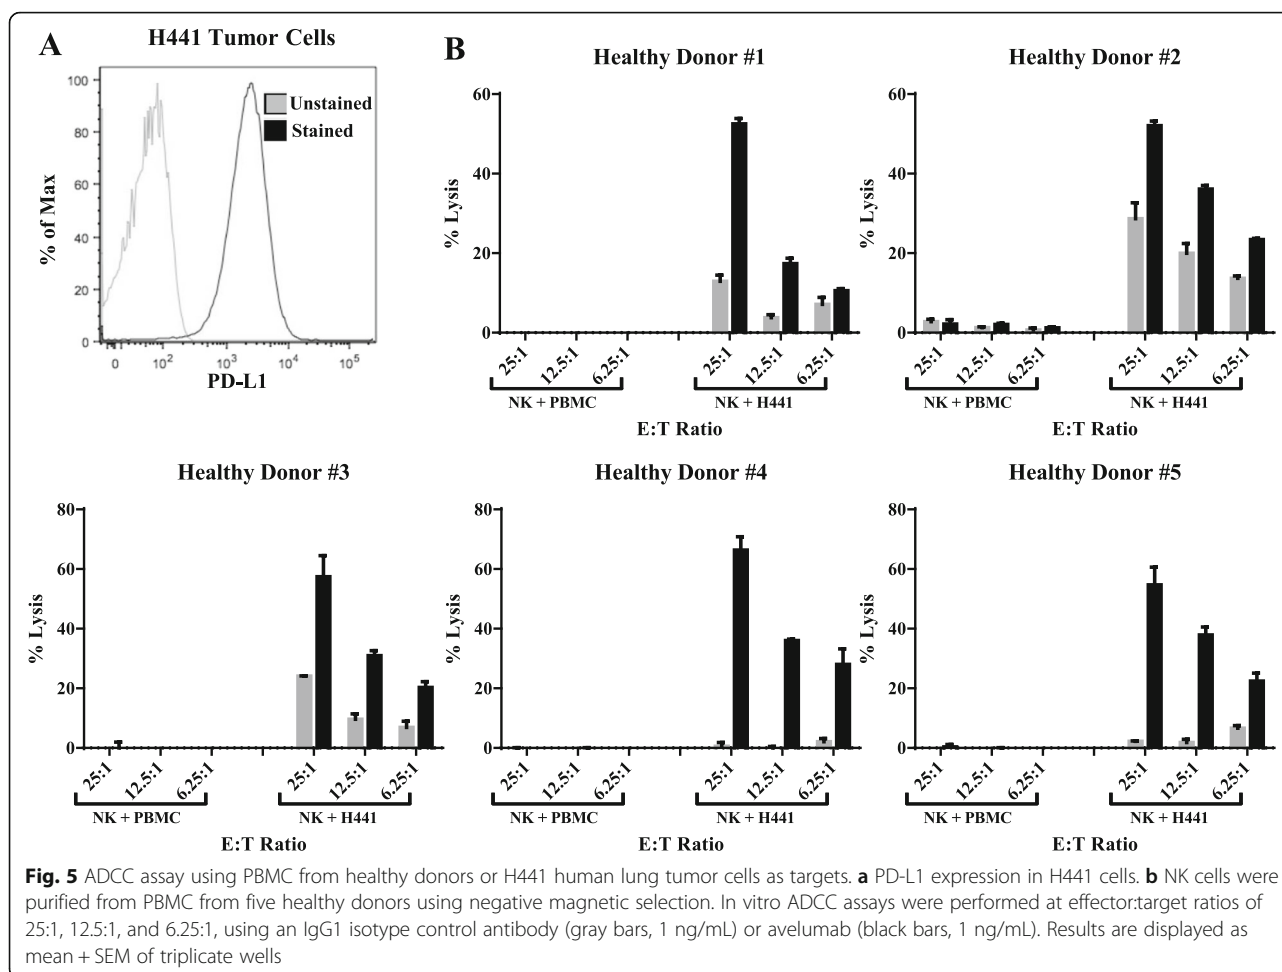 A
H441 Tumor Cells
100
80
60
40
20
0
% of Max
Unstained
Stained
0 10² 10³ 10⁴ 10⁵
PD-L1
B
Healthy Donor #1
60
40
20
0
% Lysis
25:1 12.5:1 6.25:1 25:1 12.5:1 6.25:1
NK + PBMC NK + H441
E:T Ratio
Healthy Donor #2
60
40
20
0
% Lysis
25:1 12.5:1 6.25:1 25:1 12.5:1 6.25:1
NK + PBMC NK + H441
E:T Ratio
Healthy Donor #3
80
60
40
20
0
% Lysis
25:1 12.5:1 6.25:1 25:1 12.5:1 6.25:1
NK + PBMC NK + H441
E:T Ratio
Healthy Donor #4
80
60
40
20
0
% Lysis
25:1 12.5:1 6.25:1 25:1 12.5:1 6.25:1
NK + PBMC NK + H441
E:T Ratio
Healthy Donor #5
80
60
40
20
0
% Lysis
25:1 12.5:1 6.25:1 25:1 12.5:1 6.25:1
NK + PBMC NK + H441
E:T Ratio
Fig. 5 ADCC assay using PBMC from healthy donors or H441 human lung tumor cells as targets. a PD-L1 expression in H441 cells. b NK cells were
purified from PBMC from five healthy donors using negative magnetic selection. In vitro ADCC assays were performed at effector:target ratios of
25:1, 12.5:1, and 6.25:1, using an IgG1 isotype control antibody (gray bars, 1 ng/mL) or avelumab (black bars, 1 ng/mL). Results are displayed as
mean + SEM of triplicate wells